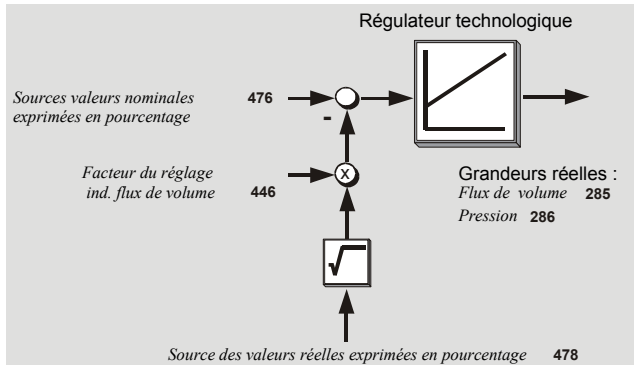 Régulateur technologique
Sources valeurs nominales 476
exprimées en pourcentage
-
Facteur du réglage
ind. flux de volume 446
X
Grandeurs réelles :
Flux de volume 285
Pression 286
√
Source des valeurs réelles exprimées en pourcentage 478